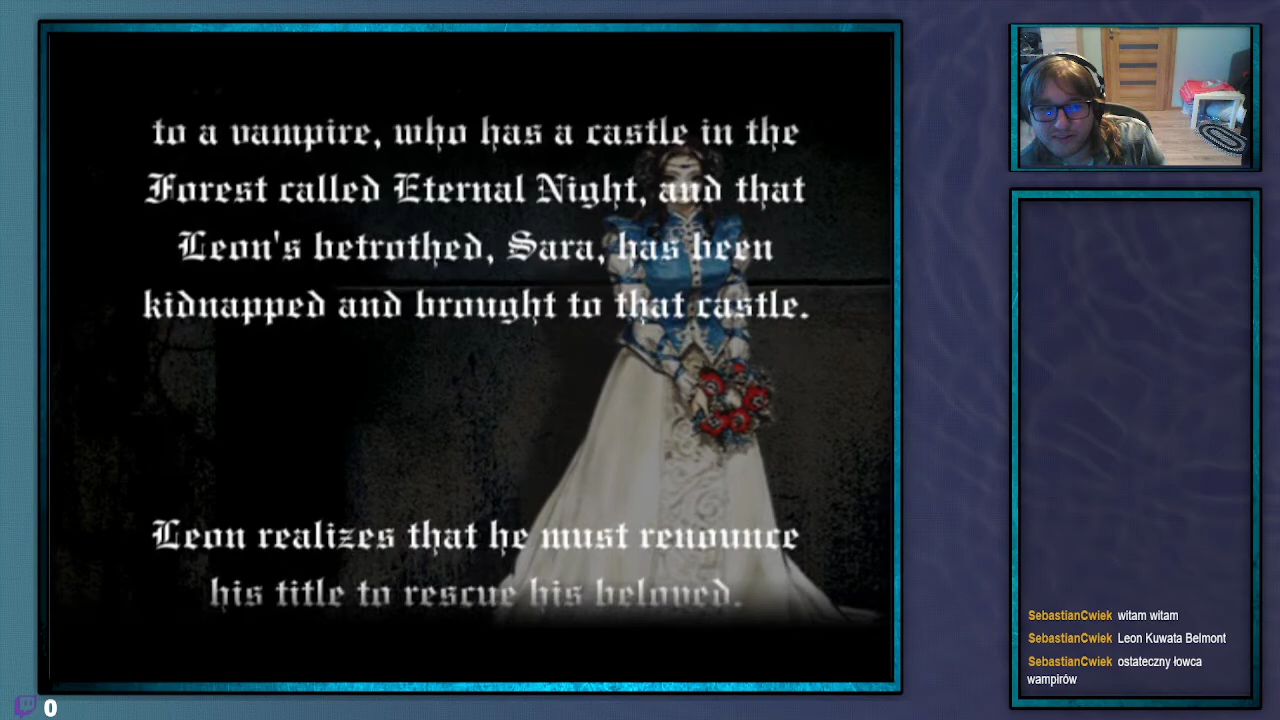 to a vampire, who has a castle in the
Forest called Eternal Night, and that
Leon's betrothed, Sara, has been
kidnapped and brought to that castle.
Leon realizes that he must renounce
his title to rescue his beloved.
SebastianCwiek witam witam
SebastianCwiek Leon Kuwata Belmont
SebastianCwiek ostateczny łowca
wampirów
0